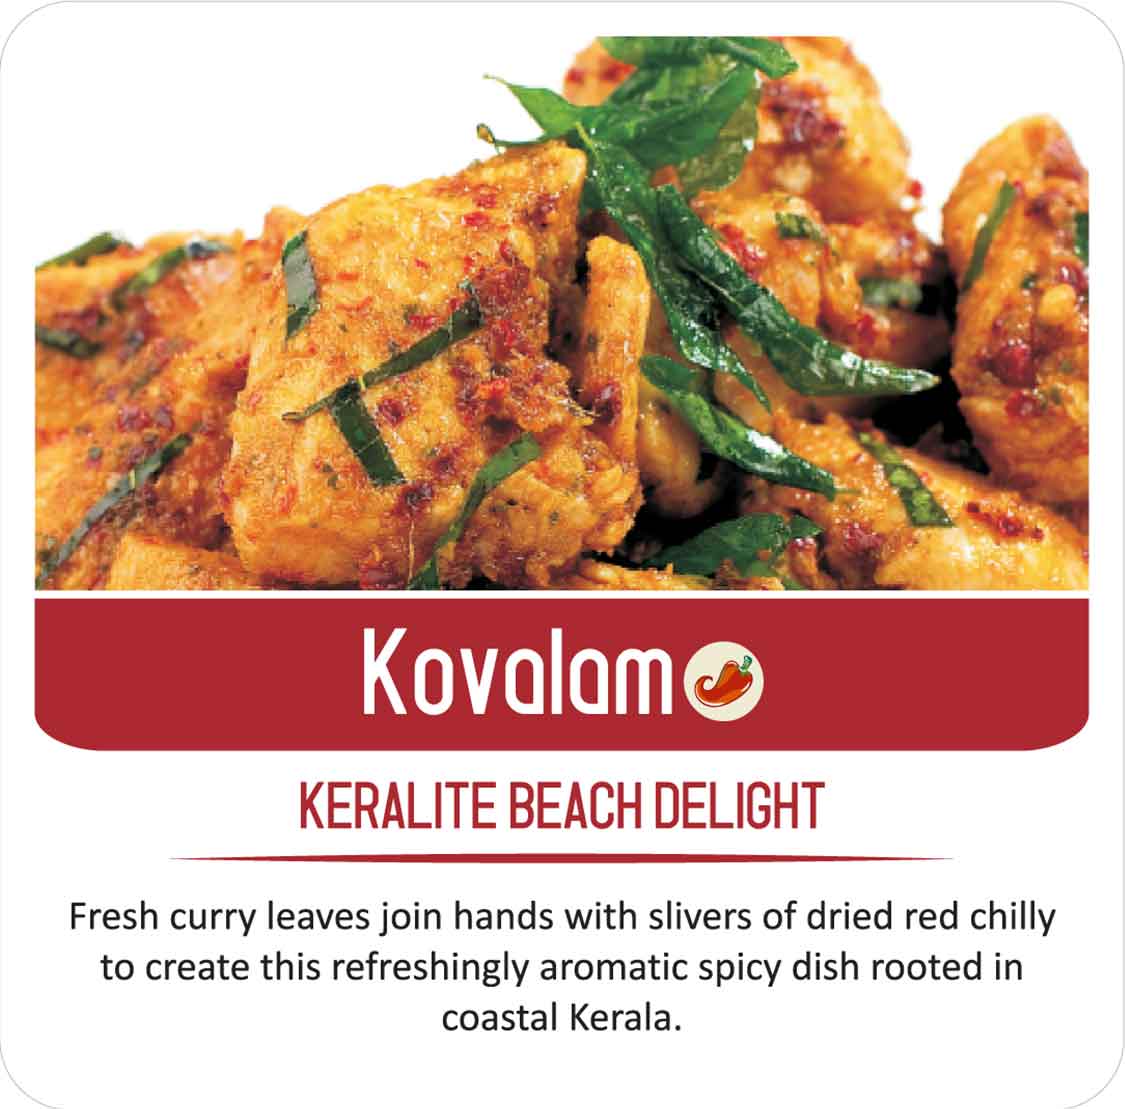 Kovalam
KERALITE BEACH DELIGHT
Fresh curry leaves join hands with slivers of dried red chilly
to create this refreshingly aromatic spicy dish rooted in
coastal Kerala.